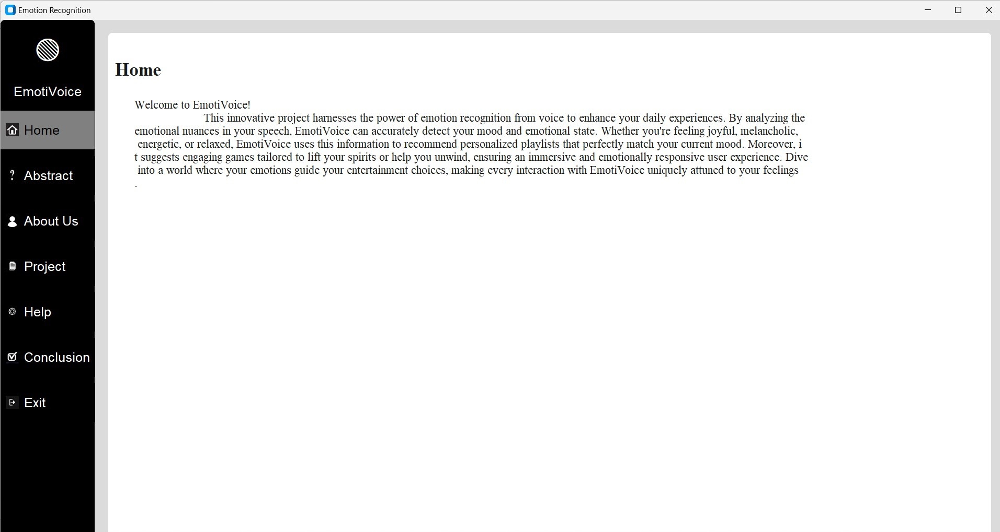 Emotion Recognition
EmotiVoice
Home
Abstract
About Us
Project
Help
Conclusion
Exit
Home
Welcome to EmotiVoice!
This innovative project harnesses the power of emotion recognition from voice to enhance your daily experiences. By analyzing the
emotional nuances in your speech, EmotiVoice can accurately detect your mood and emotional state. Whether you're feeling joyful, melancholic,
energetic, or relaxed, EmotiVoice uses this information to recommend personalized playlists that perfectly match your current mood. Moreover, i
t suggests engaging games tailored to lift your spirits or help you unwind, ensuring an immersive and emotionally responsive user experience. Dive
into a world where your emotions guide your entertainment choices, making every interaction with EmotiVoice uniquely attuned to your feelings
.